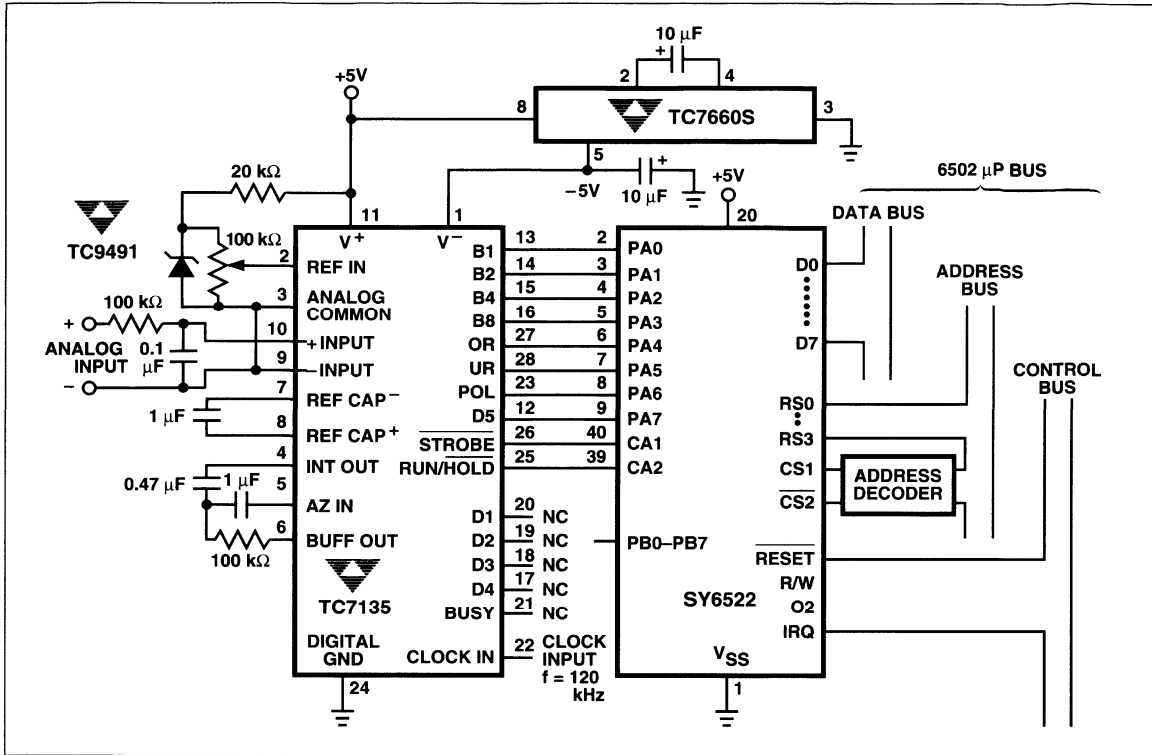 10 µF
+
2
4
+5V
8
TC7660S
3
5
–5V
+
10 µF
+5V
20
6502 µP BUS
DATA BUS
ADDRESS
BUS
CONTROL
BUS
20 kΩ
TC9491
100 kΩ
11
V+
1
V–
2
REF IN
3
ANALOG
COMMON
100 kΩ
+
10
+ INPUT
ANALOG
INPUT
0.1
µF
9
– INPUT
–
7
REF CAP–
1 µF
8
REF CAP+
4
INT OUT
0.47 µF
1 µF
5
AZ IN
6
BUFF OUT
100 kΩ
TC7135
DIGITAL
GND
24
B1 13 2 PA0
B2 14 3 PA1
B4 15 4 PA2
B8 16 5 PA3
OR 27 6 PA4
UR 28 7 PA5
POL 23 8 PA6
D5 12 9 PA7
STROBE 26 40 CA1
RUN/HOLD 25 39 CA2
D1 20 NC
D2 19 NC
D3 18 NC
D4 17 NC
BUSY 21 NC
CLOCK IN 22 CLOCK
INPUT
f = 120
kHz
PB0–PB7
SY6522
VSS
1
D0
D7
RS0
RS3
CS1
CS2
ADDRESS
DECODER
RESET
R/W
O2
IRQ